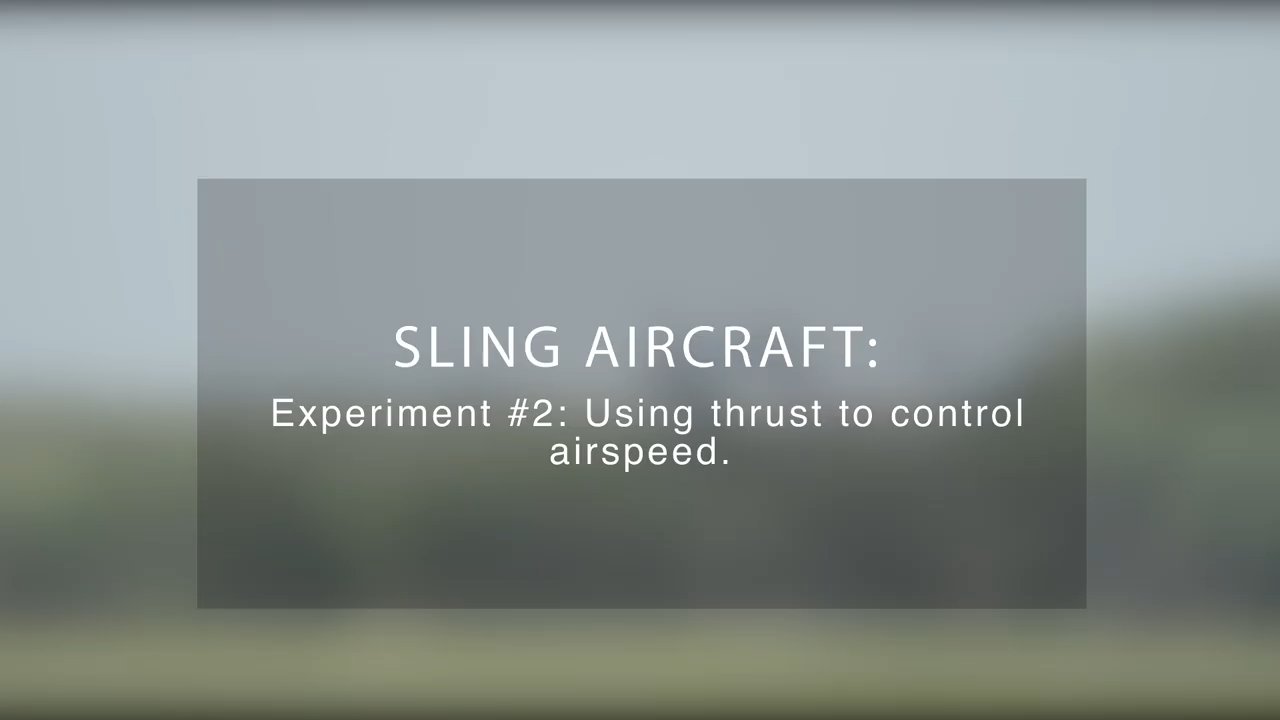 SLING AIRCRAFT:
Experiment #2: Using thrust to control
airspeed.